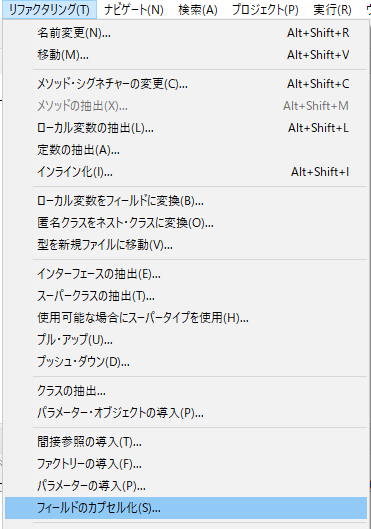 リファクタリング(T) ナビゲート(N) 検索(A) プロジェクト(P) 実行(R)
名前変更(N)... Alt+Shift+R
移動(M)... Alt+Shift+V
メソッド・シグネチャーの変更(C)... Alt+Shift+C
メソッドの抽出(X)... Alt+Shift+M
ローカル変数の抽出(L)... Alt+Shift+L
定数の抽出(A)...
インライン化(I)... Alt+Shift+I
ローカル変数をフィールドに変換(B)...
匿名クラスをネスト・クラスに変換(O)...
型を新規ファイルに移動(V)...
インターフェースの抽出(E)...
スーパークラスの抽出(T)...
使用可能な場合にスーパータイプを使用(H)...
プル・アップ(U)...
プッシュ・ダウン(D)...
クラスの抽出...
パラメーター・オブジェクトの導入(P)...
間接参照の導入(T)...
ファクトリーの導入(F)...
パラメーターの導入(P)...
フィールドのカプセル化(S)...